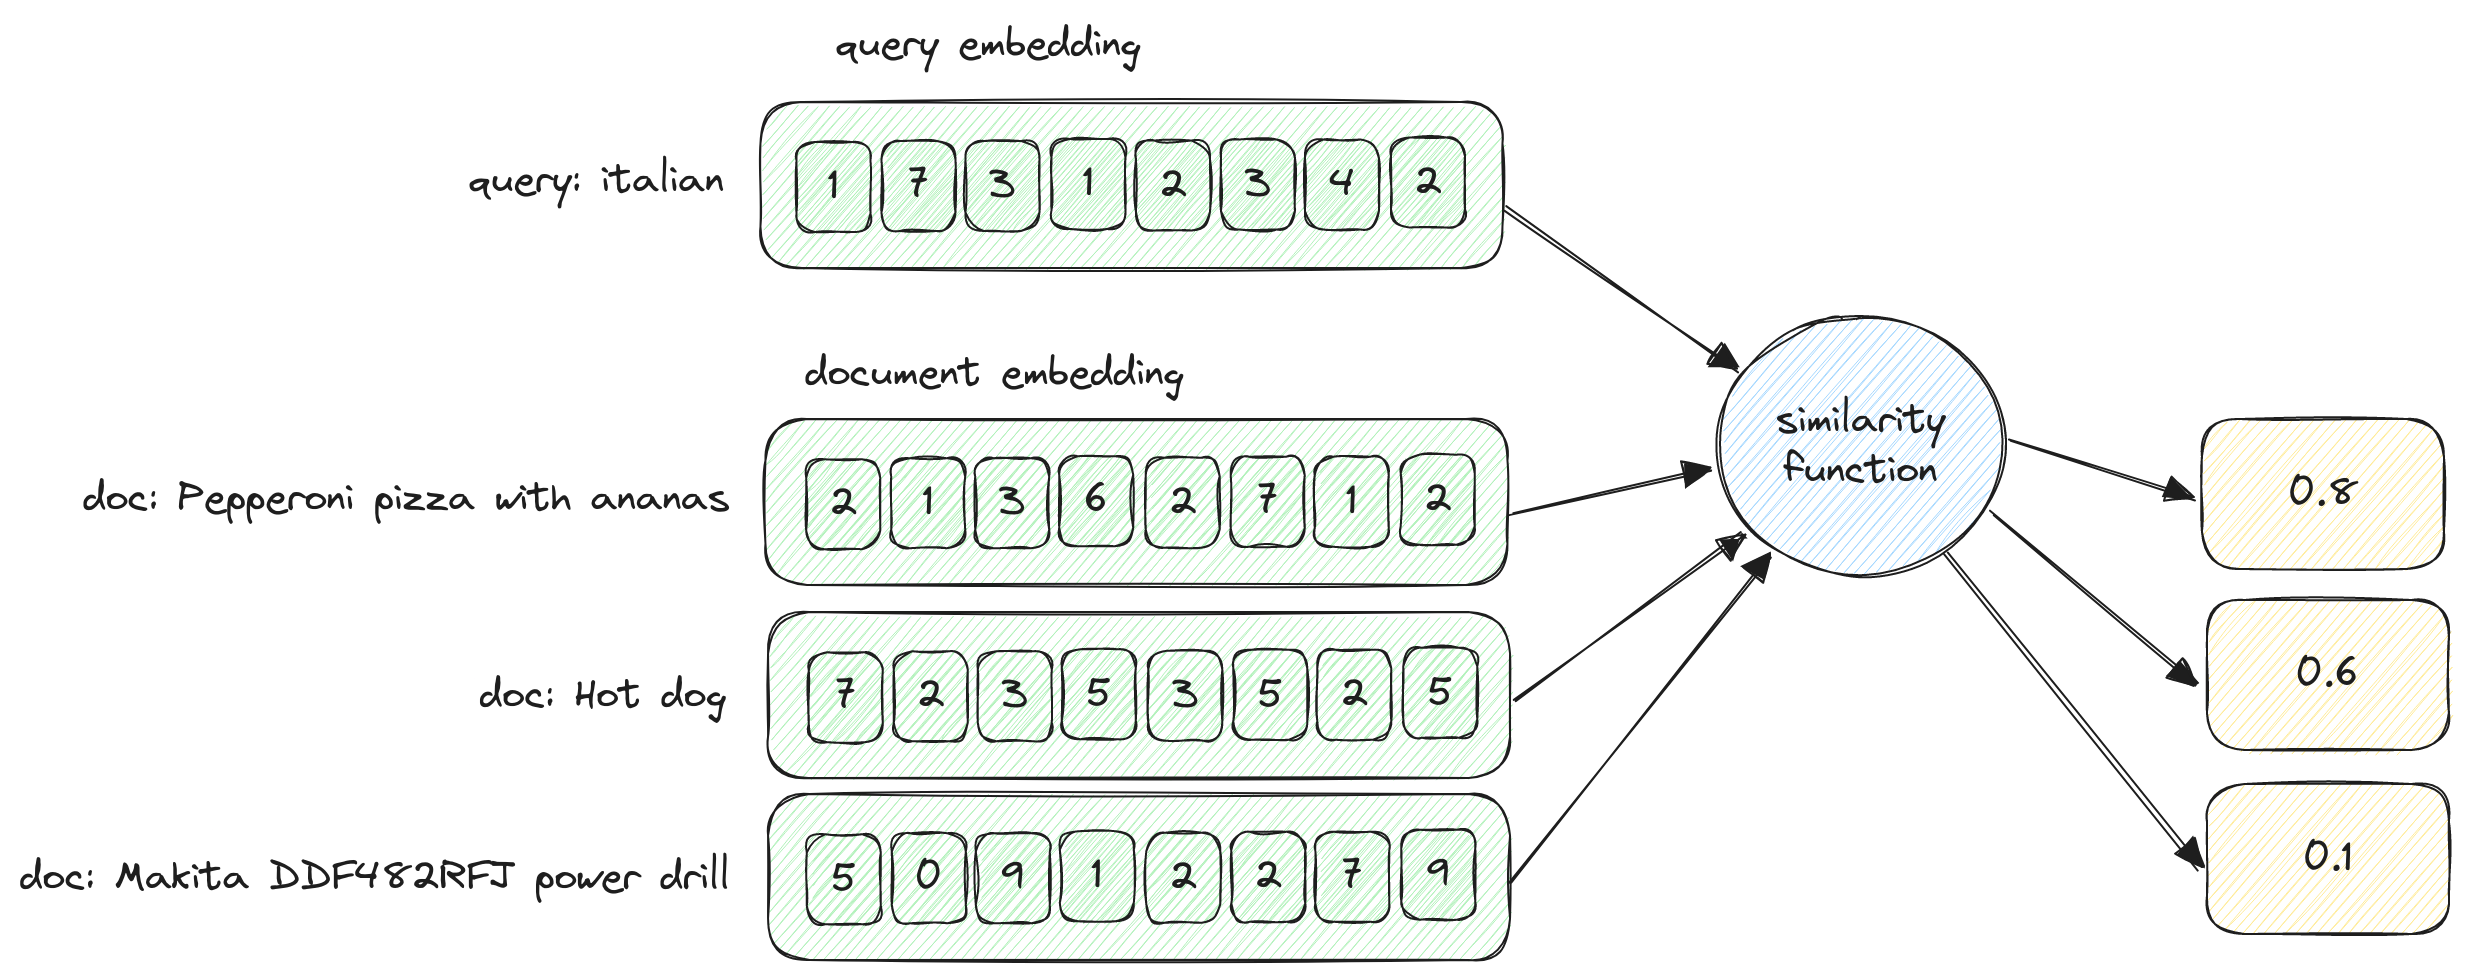 query embedding
query: italian
1 7 3 1 2 3 4 2
document embedding
doc: Pepperoni pizza with ananas
2 1 3 6 2 7 1 2
doc: Hot dog
7 2 3 5 3 5 2 5
doc: Makita DDF482RFJ power drill
5 0 9 1 2 2 7 9
similarity
function
0.8
0.6
0.1